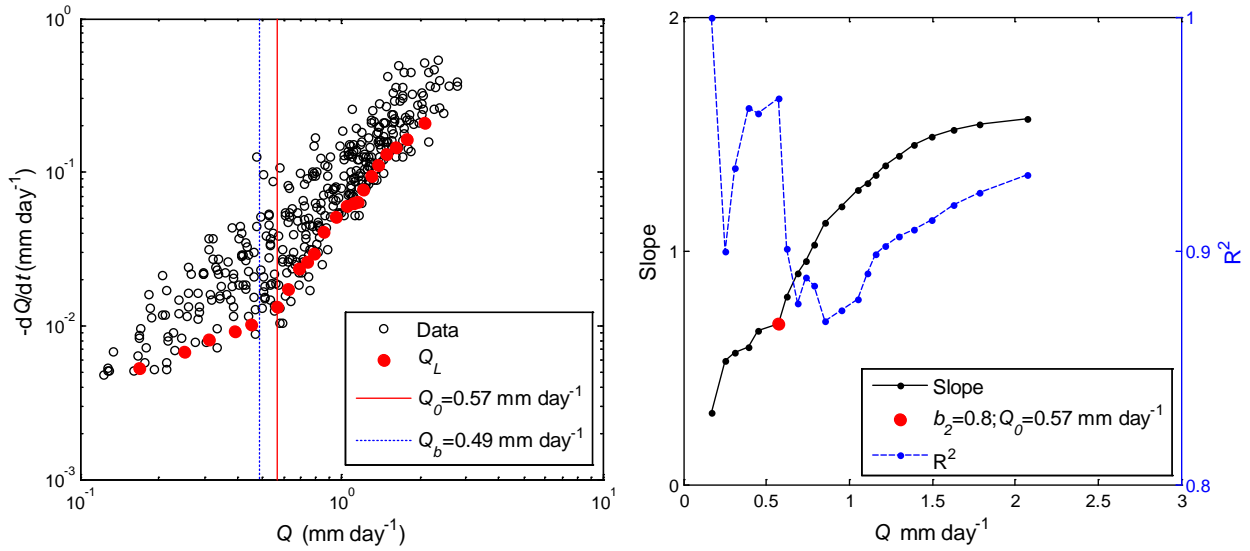 10^0
10^-1
10^-2
10^-3
-dQ/dt (mm day^-1)
Data
Q_L
Q_0=0.57 mm day^-1
Q_b=0.49 mm day^-1
10^-1
10^0
10^1
Q (mm day^-1)
2
1
0
Slope
1
0.9
0.8
R^2
Slope
b_2=0.8; Q_0=0.57 mm day^-1
R^2
0
0.5
1
1.5
2
2.5
3
Q mm day^-1